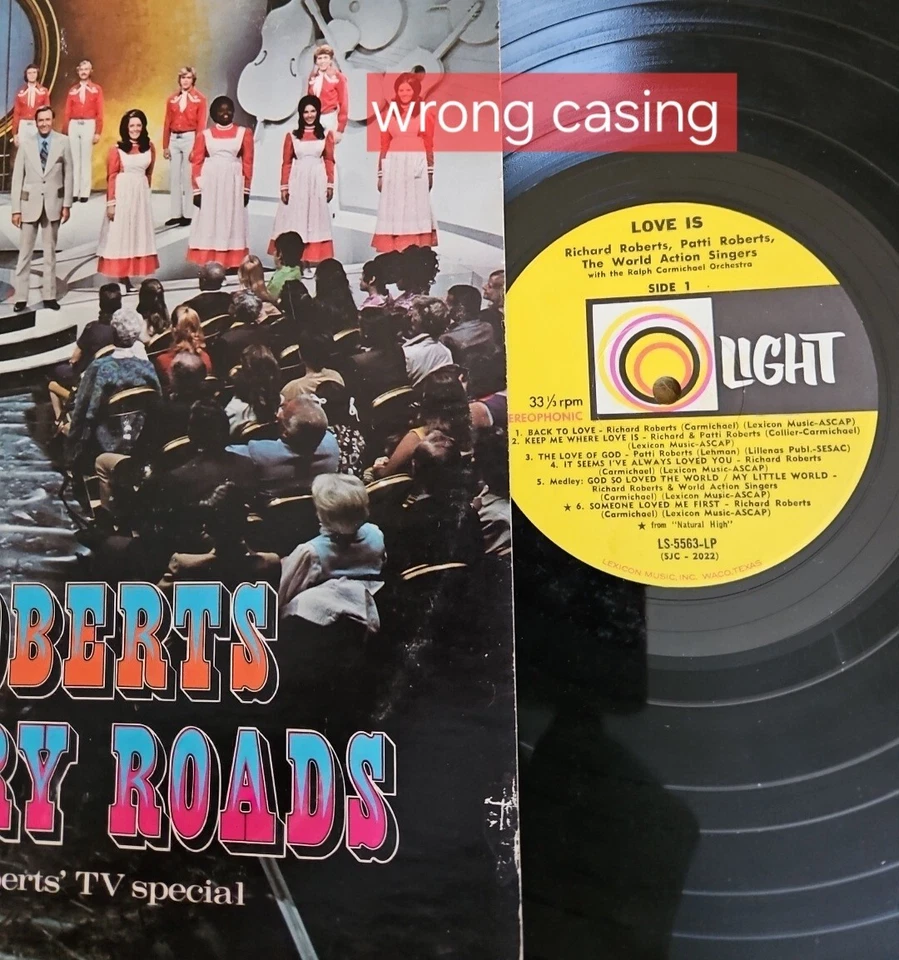 wrong casing
LOVE IS
Richard Roberts, Patti Roberts,
The World Action Singers
with the Ralph Carmichael Orchestra
SIDE 1
LIGHT
33 ⅓ rpm
EREOPHONIC
1. BACK TO LOVE - Richard Roberts (Carmichael) (Lexicon Music-ASCAP)
2. KEEP ME WHERE LOVE IS - Richard & Patti Roberts (Collier-Carmichael)
(Lexicon Music-ASCAP)
3. THE LOVE OF GOD - Patti Roberts (Lehman) (Lillenas Publ.-SESAC)
4. IT SEEMS I'VE ALWAYS LOVED YOU - Richard Roberts
(Carmichael) (Lexicon Music-ASCAP)
5. Medley: GOD SO LOVED THE WORLD / MY LITTLE WORLD -
Richard Roberts & World Action Singers
(Carmichael) (Lexicon Music-ASCAP)
★ 6. SOMEONE LOVED ME FIRST - Richard Roberts
(Carmichael) (Lexicon Music-ASCAP)
★ from "Natural High"
LS-5563-LP
(SJC - 2022)
LEXICON MUSIC, INC. WACO, TEXAS
OBERTS
RY ROADS
erts' TV special